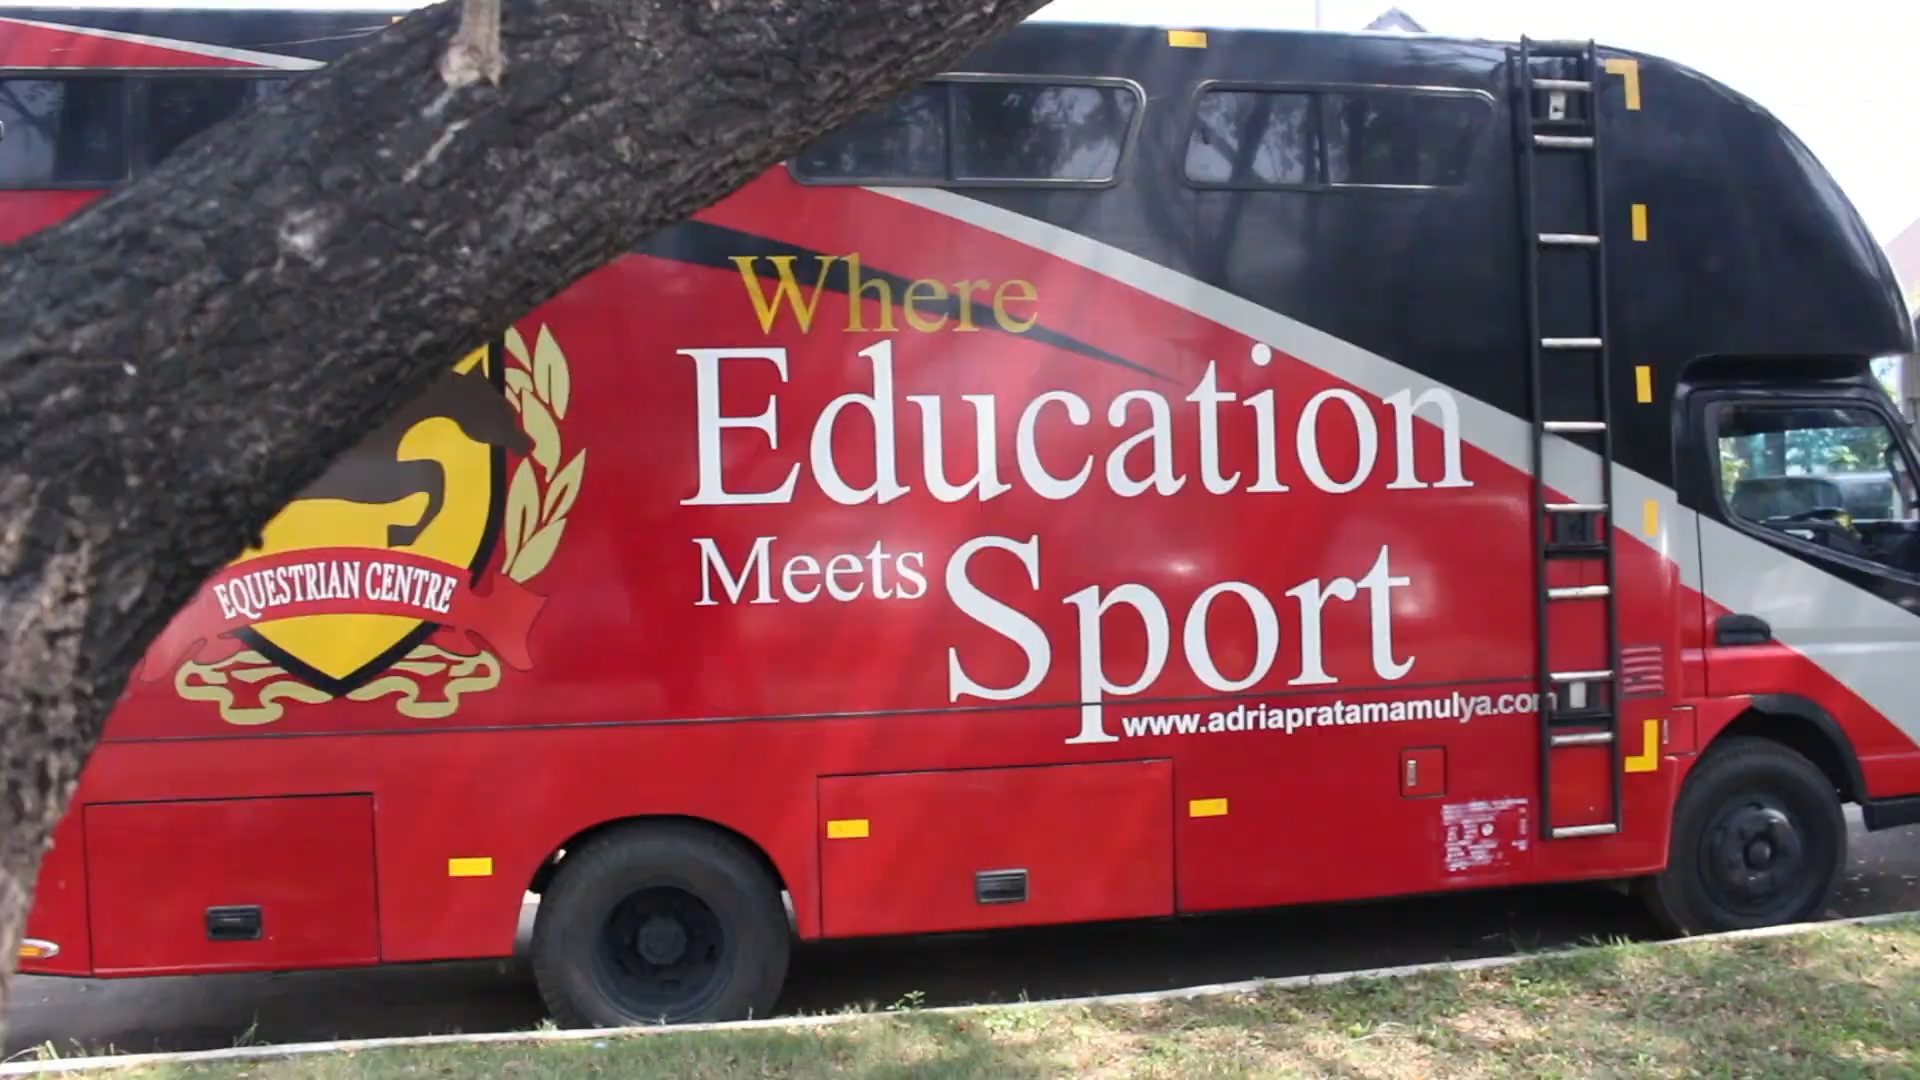 Where
Education
Meets Sport
www.adriapratamamulya.com
EQUESTRIAN CENTRE